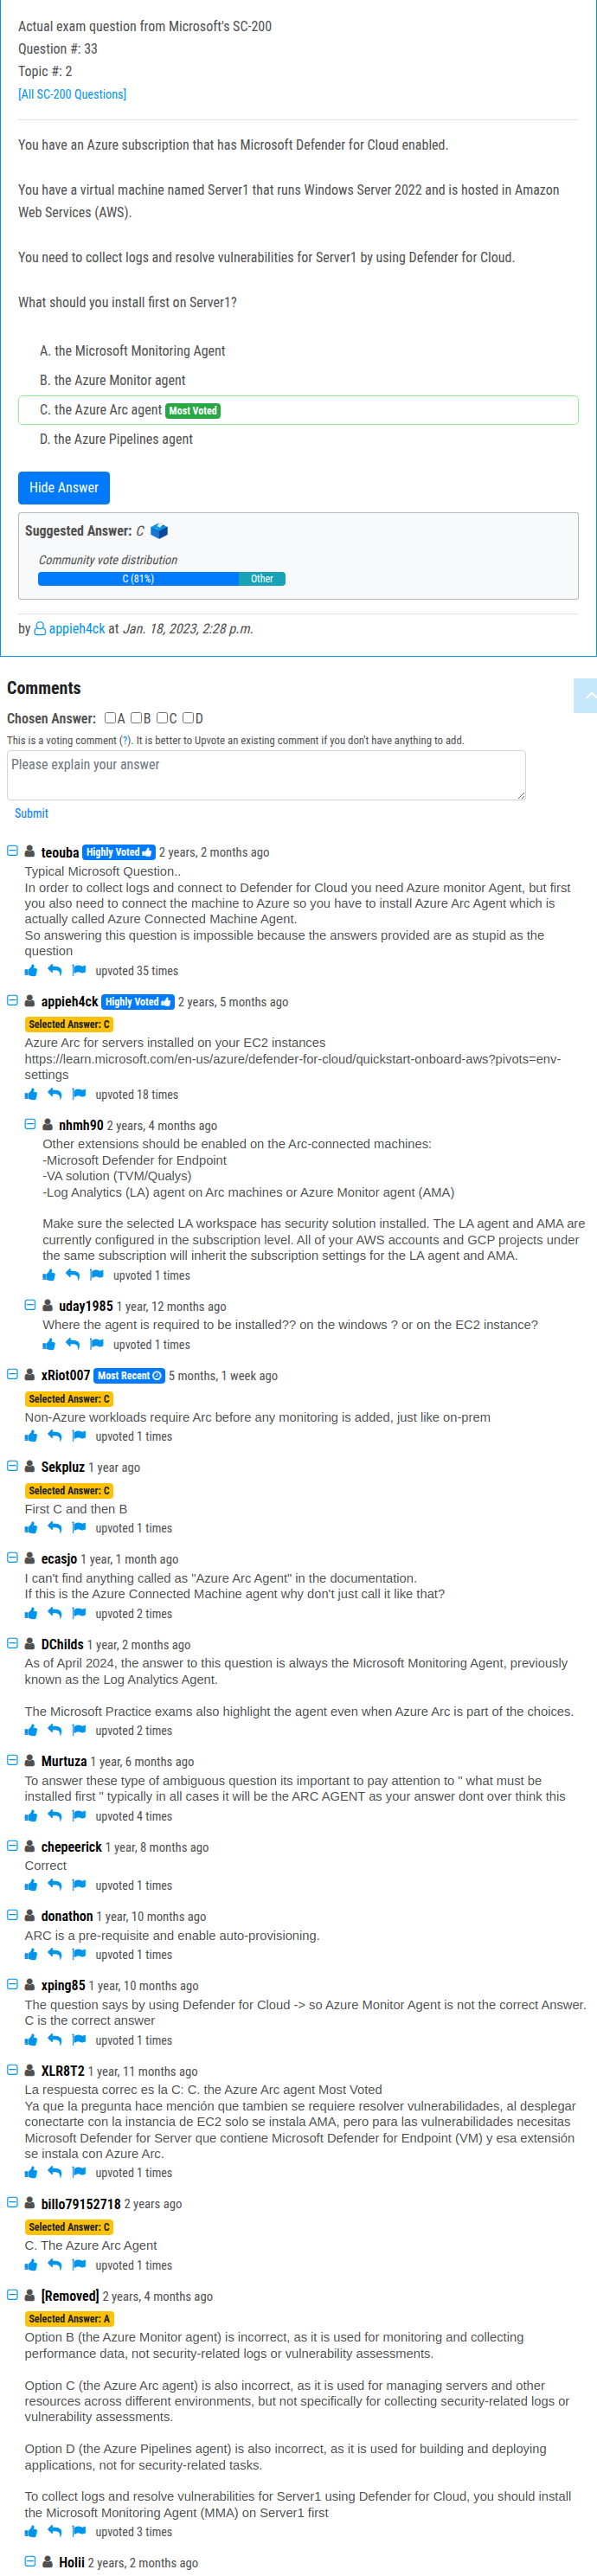 Actual exam question from Microsoft's SC-200
Question #: 33
Topic #: 2
[All SC-200 Questions]
You have an Azure subscription that has Microsoft Defender for Cloud enabled.
You have a virtual machine named Server1 that runs Windows Server 2022 and is hosted in Amazon
Web Services (AWS).
You need to collect logs and resolve vulnerabilities for Server1 by using Defender for Cloud.
What should you install first on Server1?
A. the Microsoft Monitoring Agent
B. the Azure Monitor agent
C. the Azure Arc agent Most Voted
D. the Azure Pipelines agent
Hide Answer
Suggested Answer: C
Community vote distribution
C (81%) Other
by appieh4ck at Jan. 18, 2023, 2:28 p.m.
Comments
Chosen Answer: A B C D
This is a voting comment (?). It is better to Upvote an existing comment if you don't have anything to add.
Please explain your answer
Submit
teouba Highly Voted 2 years, 2 months ago
Typical Microsoft Question..
In order to collect logs and connect to Defender for Cloud you need Azure monitor Agent, but first
you also need to connect the machine to Azure so you have to install Azure Arc Agent which is
actually called Azure Connected Machine Agent.
So answering this question is impossible because the answers provided are as stupid as the
question
upvoted 35 times
appieh4ck Highly Voted 2 years, 5 months ago
Selected Answer: C
Azure Arc for servers installed on your EC2 instances
https://learn.microsoft.com/en-us/azure/defender-for-cloud/quickstart-onboard-aws?pivots=env-
settings
upvoted 18 times
nhmh90 2 years, 4 months ago
Other extensions should be enabled on the Arc-connected machines:
-Microsoft Defender for Endpoint
-VA solution (TVM/Qualys)
-Log Analytics (LA) agent on Arc machines or Azure Monitor agent (AMA)
Make sure the selected LA workspace has security solution installed. The LA agent and AMA are
currently configured in the subscription level. All of your AWS accounts and GCP projects under
the same subscription will inherit the subscription settings for the LA agent and AMA.
upvoted 1 times
uday1985 1 year, 12 months ago
Where the agent is required to be installed?? on the windows ? or on the EC2 instance?
upvoted 1 times
xRiot007 Most Recent 5 months, 1 week ago
Selected Answer: C
Non-Azure workloads require Arc before any monitoring is added, just like on-prem
upvoted 1 times
Sekpluz 1 year ago
Selected Answer: C
First C and then B
upvoted 1 times
ecasjo 1 year, 1 month ago
I can't find anything called as "Azure Arc Agent" in the documentation.
If this is the Azure Connected Machine agent why don't just call it like that?
upvoted 2 times
DChilds 1 year, 2 months ago
As of April 2024, the answer to this question is always the Microsoft Monitoring Agent, previously
known as the Log Analytics Agent.
The Microsoft Practice exams also highlight the agent even when Azure Arc is part of the choices.
upvoted 2 times
Murtuza 1 year, 6 months ago
To answer these type of ambiguous question its important to pay attention to " what must be
installed first " typically in all cases it will be the ARC AGENT as your answer dont over think this
upvoted 4 times
chepeerick 1 year, 8 months ago
Correct
upvoted 1 times
donathon 1 year, 10 months ago
ARC is a pre-requisite and enable auto-provisioning.
upvoted 1 times
xping85 1 year, 10 months ago
The question says by using Defender for Cloud -> so Azure Monitor Agent is not the correct Answer.
C is the correct answer
upvoted 1 times
XLR8T2 1 year, 11 months ago
La respuesta correc es la C: C. the Azure Arc agent Most Voted
Ya que la pregunta hace mención que tambien se requiere resolver vulnerabilidades, al desplegar
conectarte con la instancia de EC2 solo se instala AMA, pero para las vulnerabilidades necesitas
Microsoft Defender for Server que contiene Microsoft Defender for Endpoint (VM) y esa extensión
se instala con Azure Arc.
upvoted 1 times
billo79152718 2 years ago
Selected Answer: C
C. The Azure Arc Agent
upvoted 1 times
[Removed] 2 years, 4 months ago
Selected Answer: A
Option B (the Azure Monitor agent) is incorrect, as it is used for monitoring and collecting
performance data, not security-related logs or vulnerability assessments.
Option C (the Azure Arc agent) is also incorrect, as it is used for managing servers and other
resources across different environments, but not specifically for collecting security-related logs or
vulnerability assessments.
Option D (the Azure Pipelines agent) is also incorrect, as it is used for building and deploying
applications, not for security-related tasks.
To collect logs and resolve vulnerabilities for Server1 using Defender for Cloud, you should install
the Microsoft Monitoring Agent (MMA) on Server1 first
upvoted 3 times
Holii 2 years, 2 months ago